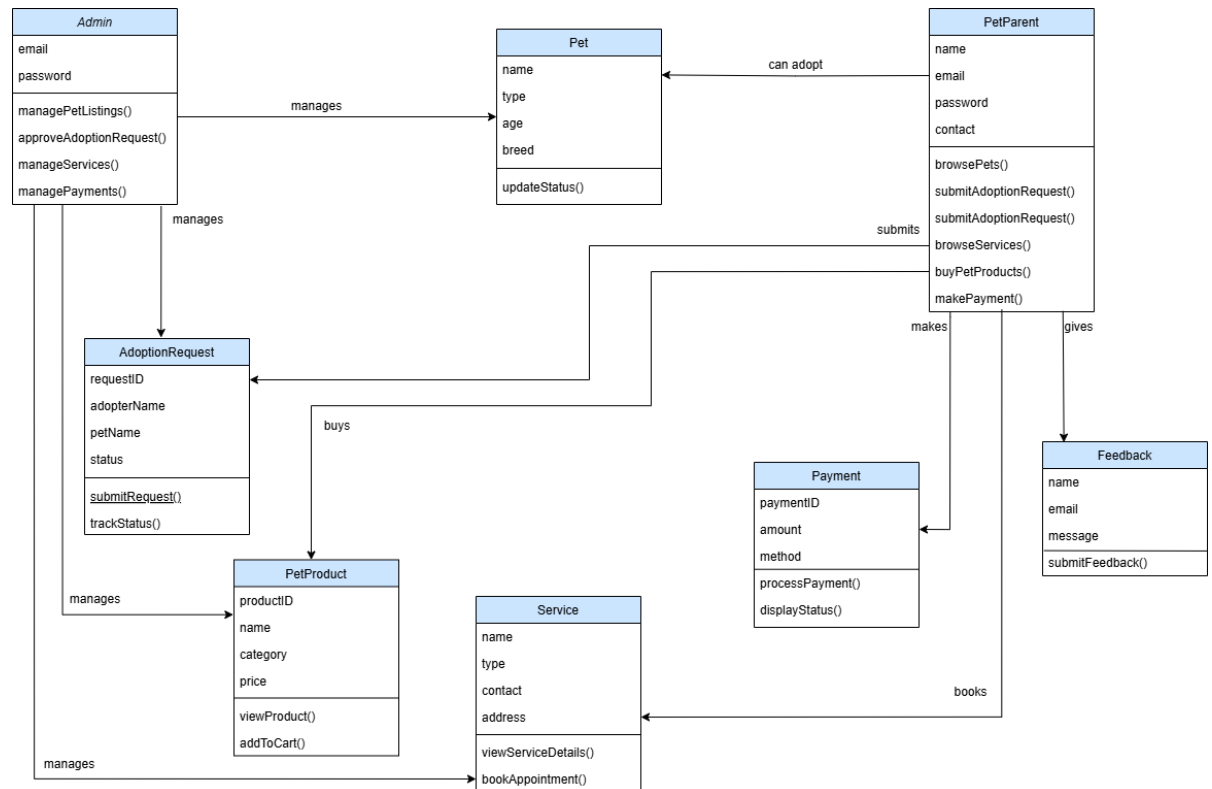 Admin
email
password
managePetListings()
approveAdoptionRequest()
manageServices()
managePayments()
manages
Pet
name
type
age
breed
updateStatus()
can adopt
PetParent
name
email
password
contact
browsePets()
submitAdoptionRequest()
submitAdoptionRequest()
browseServices()
buyPetProducts()
makePayment()
manages
submits
makes
gives
AdoptionRequest
requestID
adopterName
petName
status
submitRequest()
trackStatus()
buys
Feedback
name
email
message
submitFeedback()
Payment
paymentID
amount
method
processPayment()
displayStatus()
manages
PetProduct
productID
name
category
price
viewProduct()
addToCart()
Service
name
type
contact
address
viewServiceDetails()
bookAppointment()
books
manages